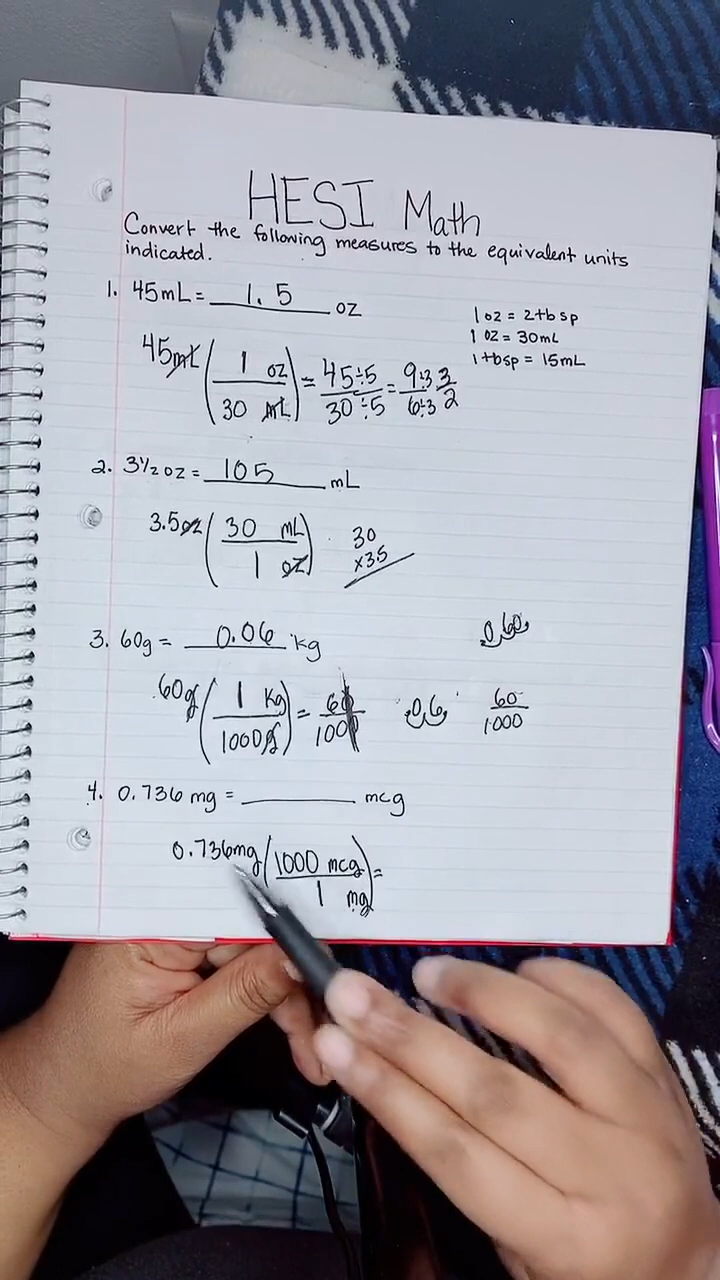 HESI Math
Convert the following measures to the equivalent units
indicated.
1. 45mL = 1.5 oz
1 oz = 2tbsp
1 oz = 30mL
1 tbsp = 15mL
45mL (1 oz / 30 mL) = 45÷5 / 30÷5 = 9÷3 / 6÷3 3/2
2. 3½ oz = 105 mL
3.5oz (30 mL / 1 oz)
30
x35
3. 60g = 0.06 kg
60g (1 Kg / 1000g) = 60 / 1000
60 / 1000
4. 0.736 mg = ________ mcg
0.736mg (1000 mcg / 1 mg) =